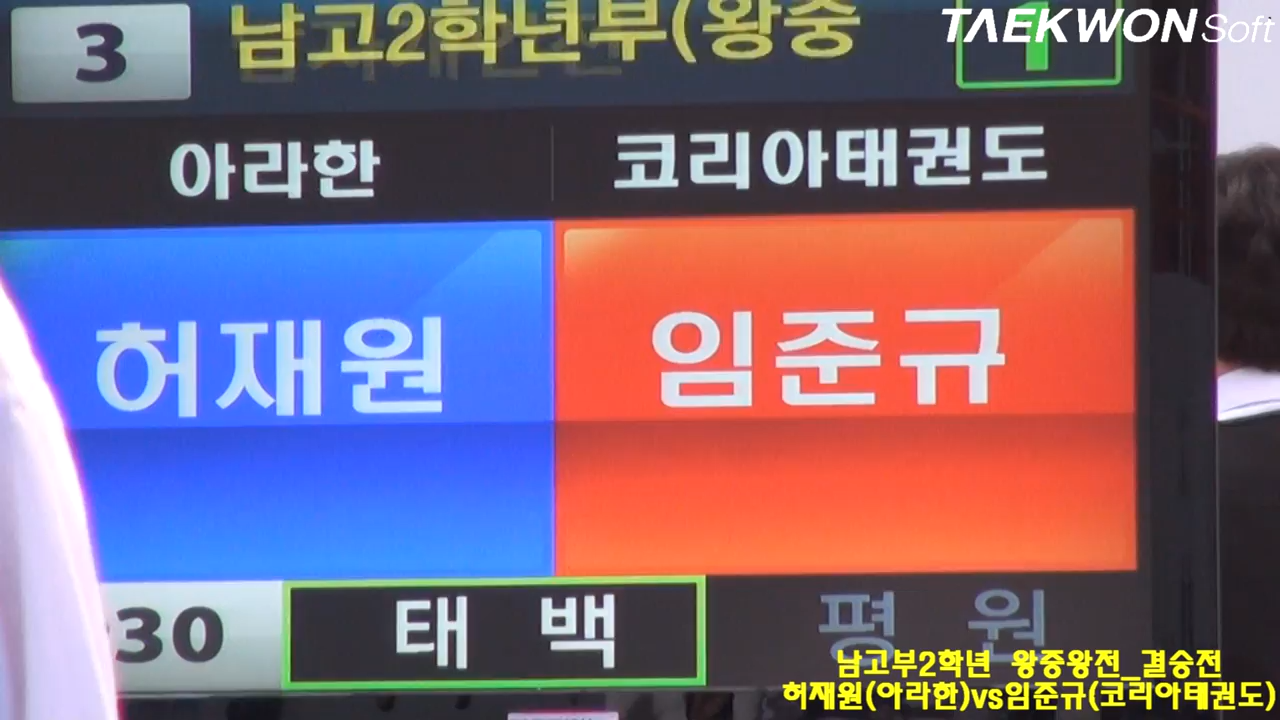 TAEKWONSoft
3 남고2학년부(왕중 1
아라한 코리아태권도
허재원 임준규
:30 태 백 평 원
남고부2학년 왕중왕전_결승전
허재원(아라한)vs임준규(코리아태권도)